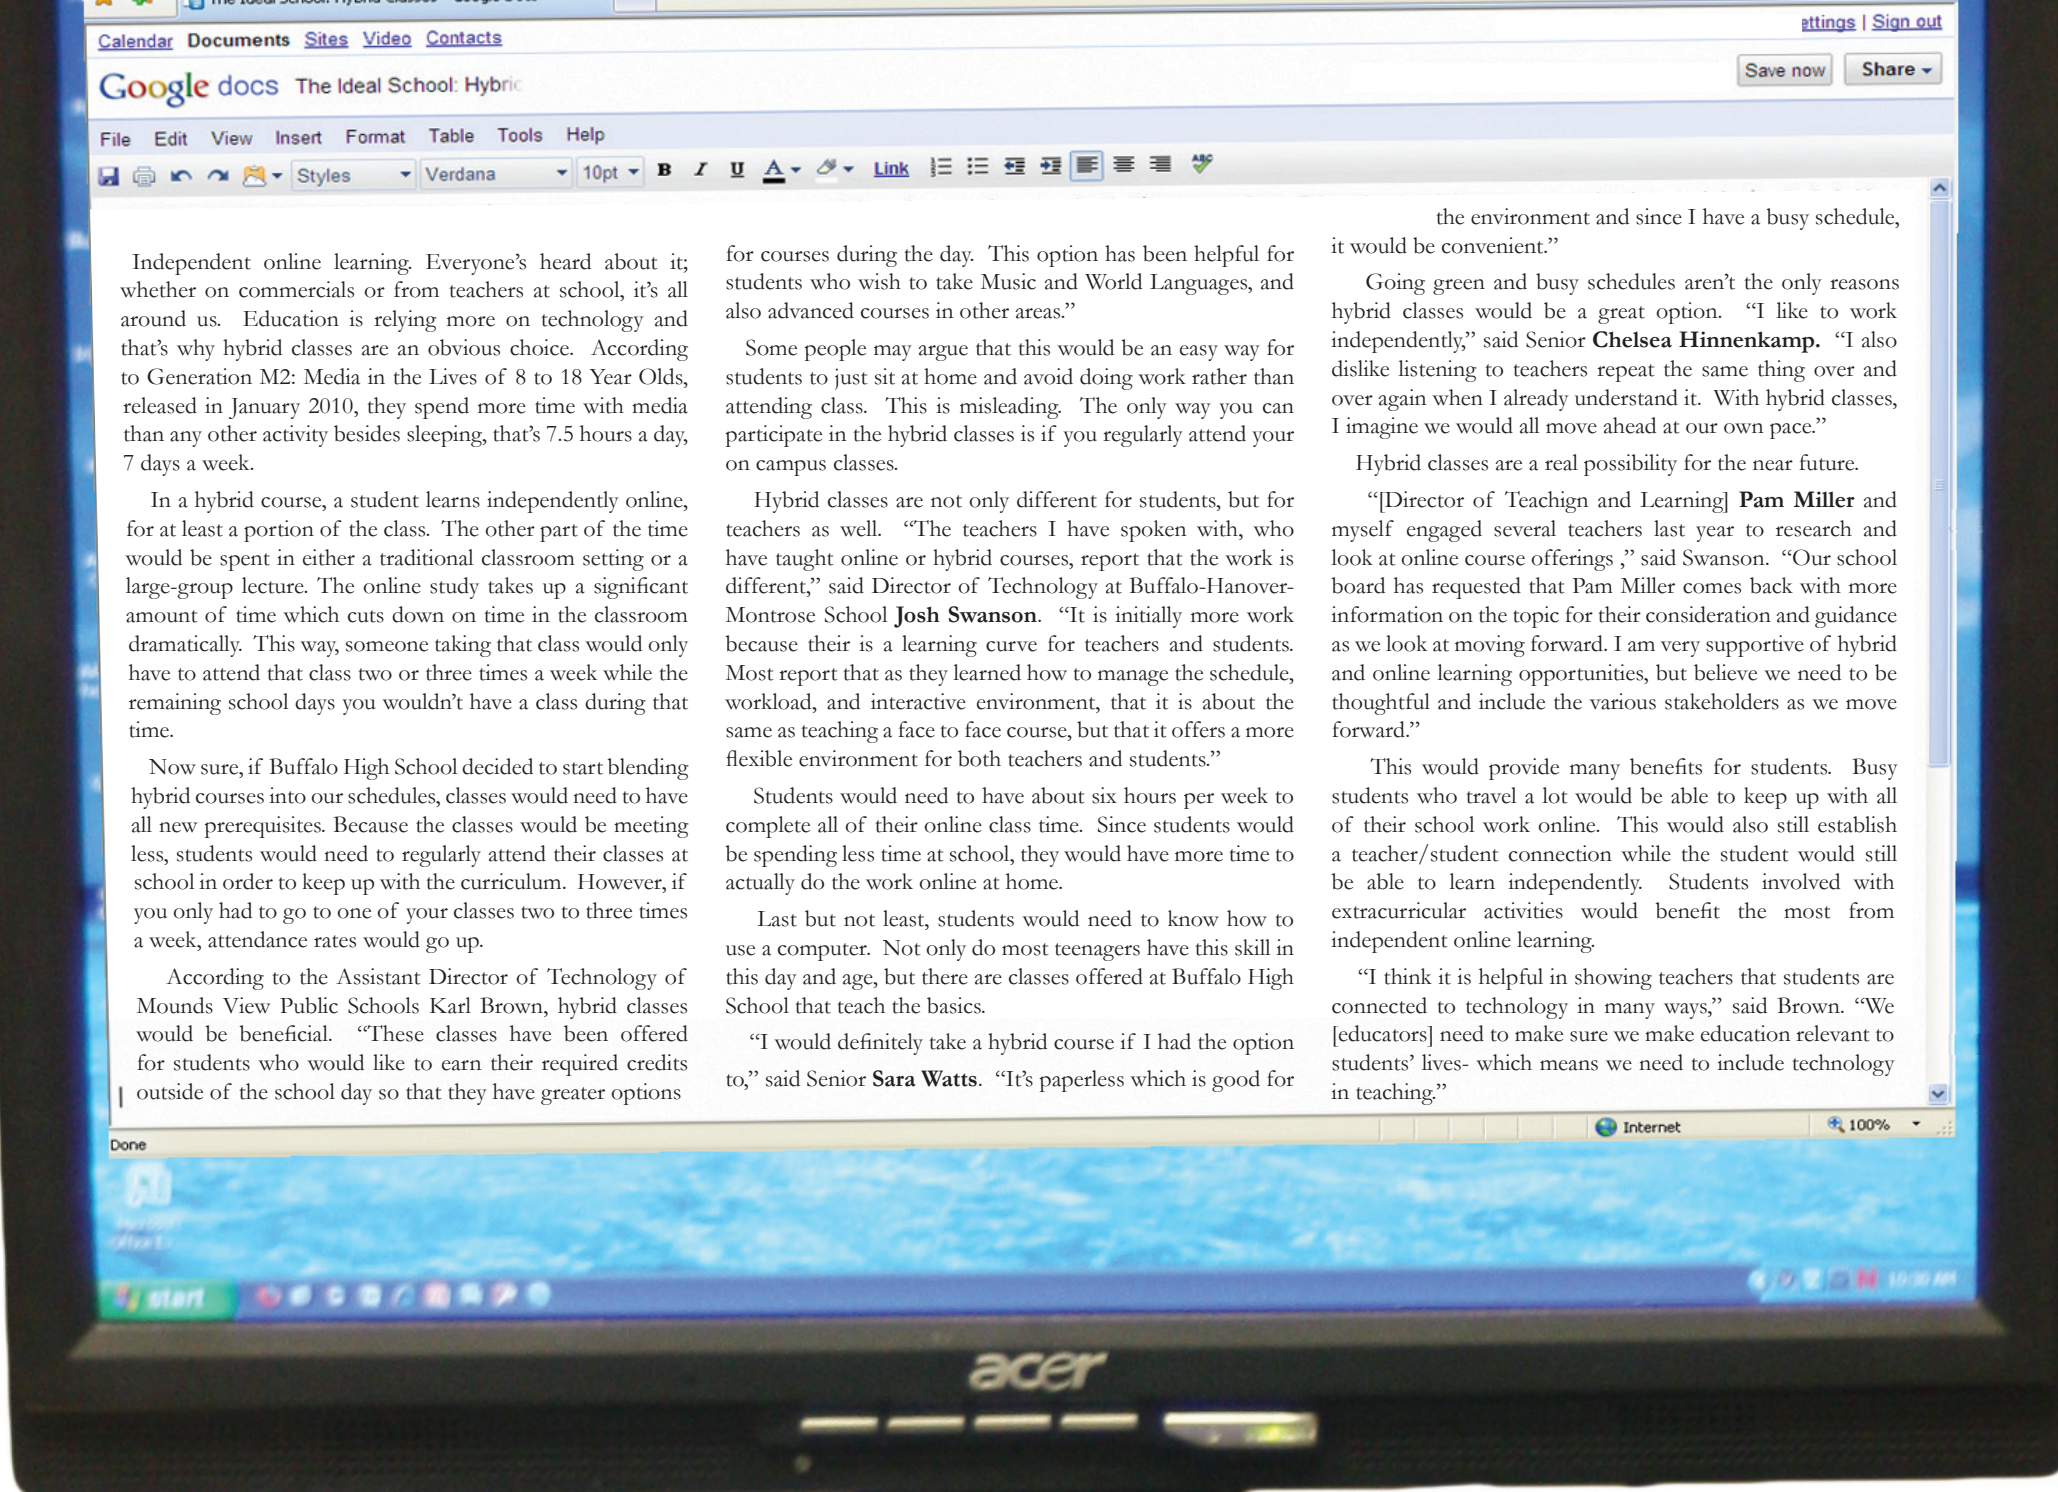 The Ideal School: Hybrid Classes - Google Docs
Calendar Documents Sites Video Contacts
ettings | Sign out
Google docs The Ideal School: Hybric
Save now Share
File Edit View Insert Format Table Tools Help
Styles Verdana 10pt B I U A Link ABC
Independent online learning. Everyone's heard about it;
whether on commercials or from teachers at school, it's all
around us. Education is relying more on technology and
that's why hybrid classes are an obvious choice. According
to Generation M2: Media in the Lives of 8 to 18 Year Olds,
released in January 2010, they spend more time with media
than any other activity besides sleeping, that's 7.5 hours a day,
7 days a week.
In a hybrid course, a student learns independently online,
for at least a portion of the class. The other part of the time
would be spent in either a traditional classroom setting or a
large-group lecture. The online study takes up a significant
amount of time which cuts down on time in the classroom
dramatically. This way, someone taking that class would only
have to attend that class two or three times a week while the
remaining school days you wouldn't have a class during that
time.
Now sure, if Buffalo High School decided to start blending
hybrid courses into our schedules, classes would need to have
all new prerequisites. Because the classes would be meeting
less, students would need to regularly attend their classes at
school in order to keep up with the curriculum. However, if
you only had to go to one of your classes two to three times
a week, attendance rates would go up.
According to the Assistant Director of Technology of
Mounds View Public Schools Karl Brown, hybrid classes
would be beneficial. “These classes have been offered
for students who would like to earn their required credits
outside of the school day so that they have greater options
for courses during the day. This option has been helpful for
students who wish to take Music and World Languages, and
also advanced courses in other areas.”
Some people may argue that this would be an easy way for
students to just sit at home and avoid doing work rather than
attending class. This is misleading. The only way you can
participate in the hybrid classes is if you regularly attend your
on campus classes.
Hybrid classes are not only different for students, but for
teachers as well. “The teachers I have spoken with, who
have taught online or hybrid courses, report that the work is
different,” said Director of Technology at Buffalo-Hanover-
Montrose School Josh Swanson. “It is initially more work
because their is a learning curve for teachers and students.
Most report that as they learned how to manage the schedule,
workload, and interactive environment, that it is about the
same as teaching a face to face course, but that it offers a more
flexible environment for both teachers and students.”
Students would need to have about six hours per week to
complete all of their online class time. Since students would
be spending less time at school, they would have more time to
actually do the work online at home.
Last but not least, students would need to know how to
use a computer. Not only do most teenagers have this skill in
this day and age, but there are classes offered at Buffalo High
School that teach the basics.
“I would definitely take a hybrid course if I had the option
to,” said Senior Sara Watts. “It's paperless which is good for
the environment and since I have a busy schedule,
it would be convenient.”
Going green and busy schedules aren't the only reasons
hybrid classes would be a great option. “I like to work
independently,” said Senior Chelsea Hinnenkamp. “I also
dislike listening to teachers repeat the same thing over and
over again when I already understand it. With hybrid classes,
I imagine we would all move ahead at our own pace.”
Hybrid classes are a real possibility for the near future.
“[Director of Teachign and Learning] Pam Miller and
myself engaged several teachers last year to research and
look at online course offerings ,” said Swanson. “Our school
board has requested that Pam Miller comes back with more
information on the topic for their consideration and guidance
as we look at moving forward. I am very supportive of hybrid
and online learning opportunities, but believe we need to be
thoughtful and include the various stakeholders as we move
forward.”
This would provide many benefits for students. Busy
students who travel a lot would be able to keep up with all
of their school work online. This would also still establish
a teacher/student connection while the student would still
be able to learn independently. Students involved with
extracurricular activities would benefit the most from
independent online learning.
“I think it is helpful in showing teachers that students are
connected to technology in many ways,” said Brown. “We
[educators] need to make sure we make education relevant to
students' lives- which means we need to include technology
in teaching.”
Done Internet 100%
start 10:30 AM
acer